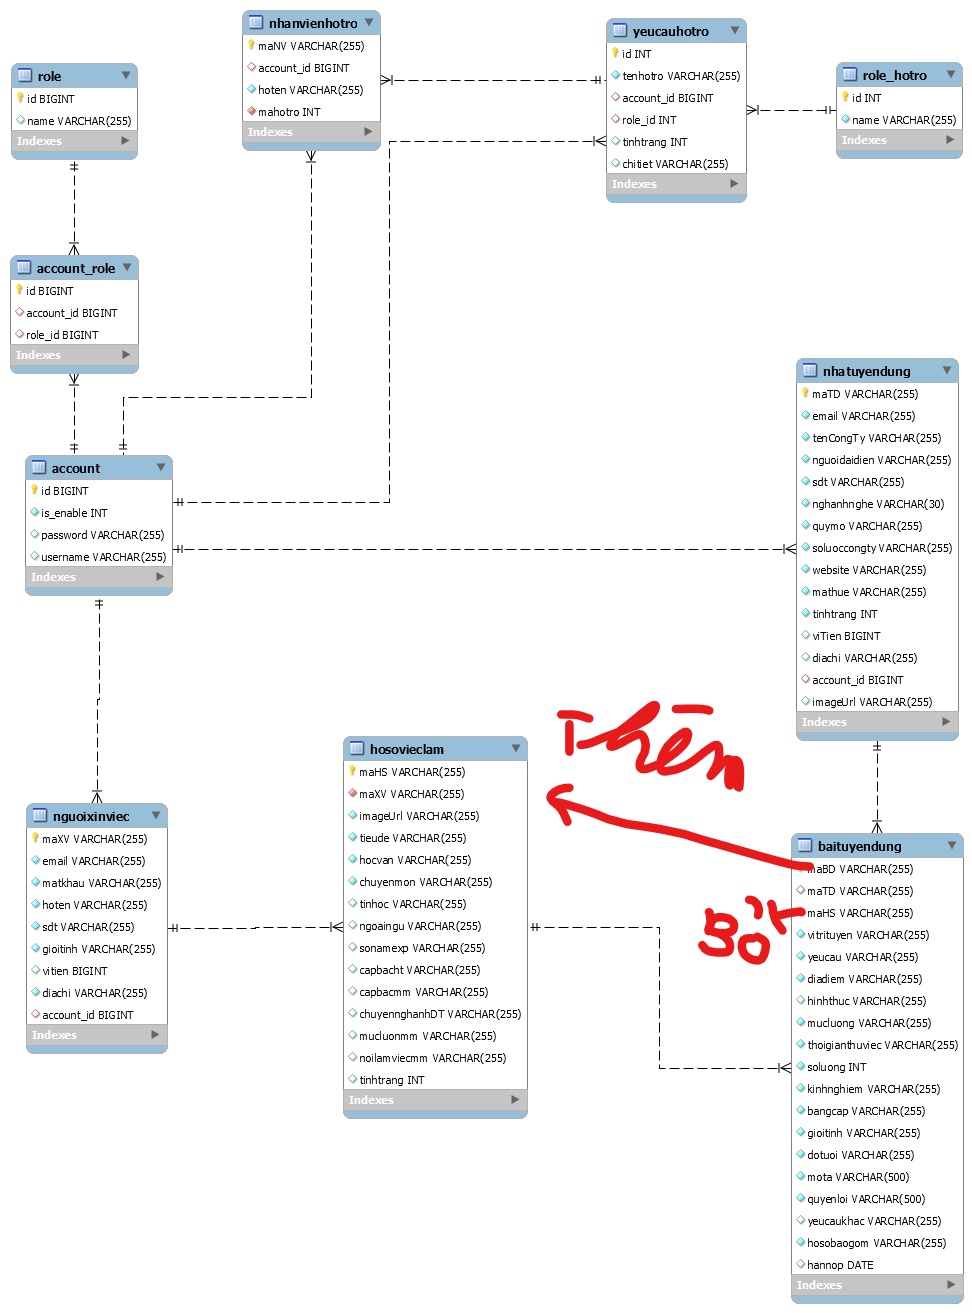 nhanvienhotro
maNV VARCHAR(255)
account_id BIGINT
hoten VARCHAR(255)
mahotro INT
Indexes
yeucauhotro
id INT
tenhotro VARCHAR(255)
account_id BIGINT
role_id INT
tinhtrang INT
chitiet VARCHAR(255)
Indexes
role_hotro
id INT
name VARCHAR(255)
Indexes
role
id BIGINT
name VARCHAR(255)
Indexes
account_role
id BIGINT
account_id BIGINT
role_id BIGINT
Indexes
account
id BIGINT
is_enable INT
password VARCHAR(255)
username VARCHAR(255)
Indexes
nhatuyendung
maTD VARCHAR(255)
email VARCHAR(255)
tenCongTy VARCHAR(255)
nguoidaidien VARCHAR(255)
sdt VARCHAR(255)
nghanhnghe VARCHAR(30)
quymo VARCHAR(255)
soluoccongty VARCHAR(255)
website VARCHAR(255)
mathue VARCHAR(255)
tinhtrang INT
viTien BIGINT
diachi VARCHAR(255)
account_id BIGINT
imageUrl VARCHAR(255)
Indexes
Thêm
hosovieclam
maHS VARCHAR(255)
maXV VARCHAR(255)
imageUrl VARCHAR(255)
tieude VARCHAR(255)
hocvan VARCHAR(255)
chuyenmon VARCHAR(255)
tinhoc VARCHAR(255)
ngoaingu VARCHAR(255)
sonamexp VARCHAR(255)
capbacht VARCHAR(255)
capbacmm VARCHAR(255)
chuyennghanhDT VARCHAR(255)
mucluonmm VARCHAR(255)
noilamviecmm VARCHAR(255)
tinhtrang INT
Indexes
nguoixinviec
maXV VARCHAR(255)
email VARCHAR(255)
matkhau VARCHAR(255)
hoten VARCHAR(255)
sdt VARCHAR(255)
gioitinh VARCHAR(255)
vitien BIGINT
diachi VARCHAR(255)
account_id BIGINT
Indexes
Bớt
baituyendung
maBD VARCHAR(255)
maTD VARCHAR(255)
maHS VARCHAR(255)
vitrituyen VARCHAR(255)
yeucau VARCHAR(255)
diadiem VARCHAR(255)
hinhthuc VARCHAR(255)
mucluong VARCHAR(255)
thoigianthuviec VARCHAR(255)
soluong INT
kinhnghiem VARCHAR(255)
bangcap VARCHAR(255)
gioitinh VARCHAR(255)
dotuoi VARCHAR(255)
mota VARCHAR(500)
quyenloi VARCHAR(500)
yeucaukhac VARCHAR(255)
hosobaogom VARCHAR(255)
hannop DATE
Indexes